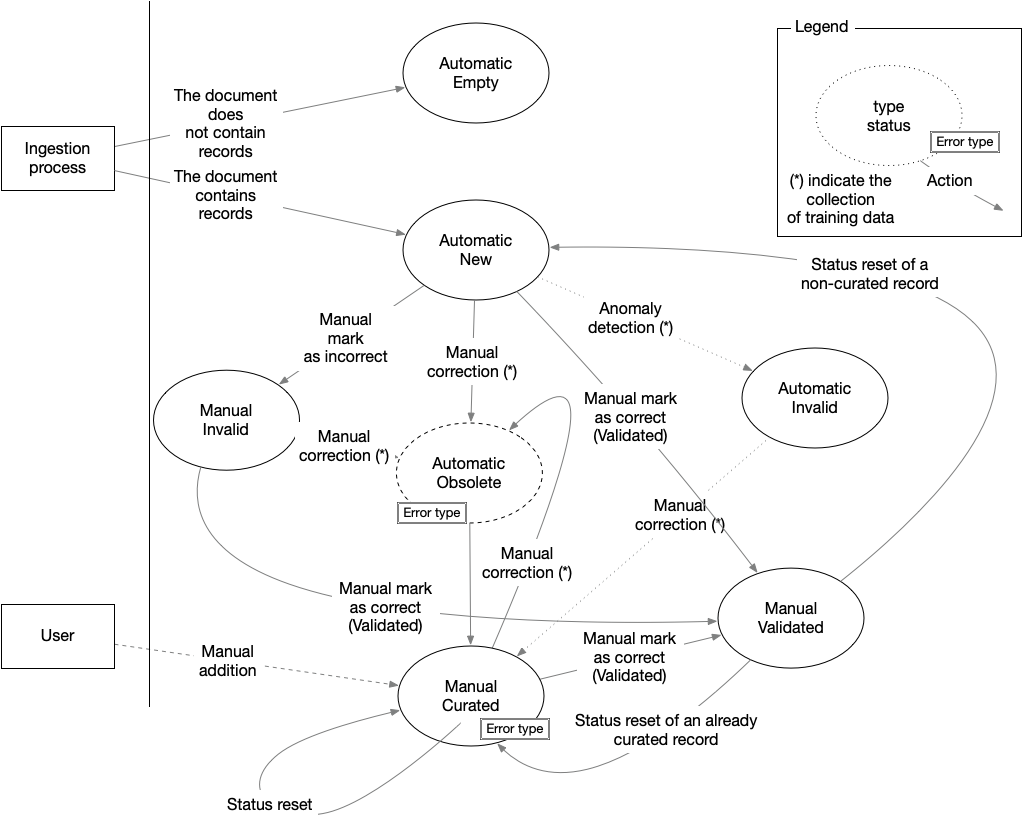 Legend
Automatic
Empty
type
status
Error type
(*) indicate the
collection
of training data
Action
The document
does
not contain
records
Ingestion
process
The document
contains
records
Automatic
New
Status reset of a
non-curated record
Anomaly
detection (*)
Manual
mark
as incorrect
Manual
correction (*)
Automatic
Invalid
Manual mark
as correct
(Validated)
Manual
Invalid
Manual
correction (*)
Automatic
Obsolete
Error type
Manual
correction (*)
Manual
correction (*)
Manual mark
as correct
(Validated)
Manual
Validated
User
Manual
addition
Manual mark
as correct
(Validated)
Manual
Curated
Error type
Status reset of an already
curated record
Status reset